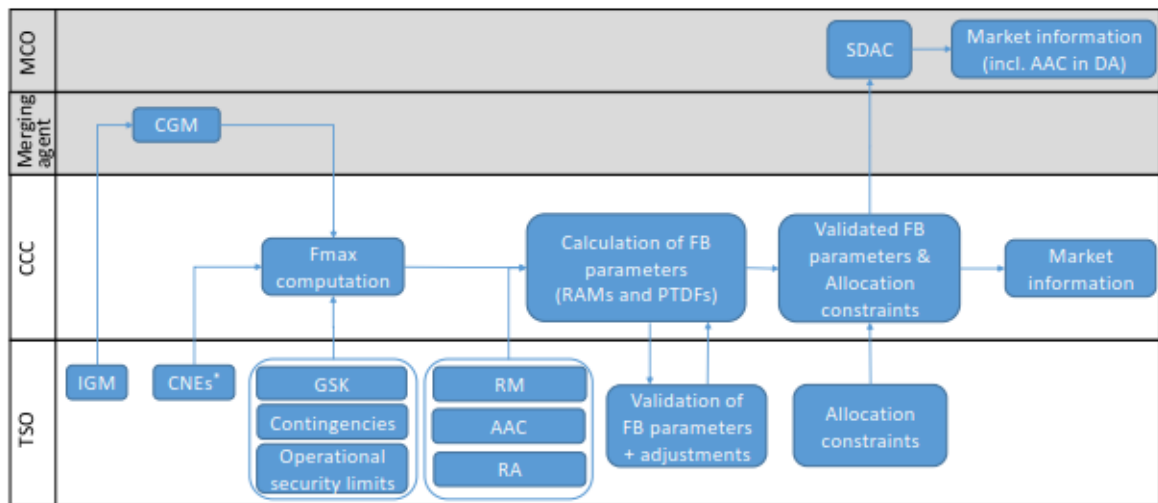 MCO
SDAC
Market information
(incl. AAC in DA)
Merging
agent
CGM
CCC
Fmax
computation
Calculation of FB
parameters
(RAMs and PTDFs)
Validated FB
parameters &
Allocation
constraints
Market
information
TSO
IGM
CNEs*
GSK
Contingencies
Operational
security limits
RM
AAC
RA
Validation of
FB parameters
+ adjustments
Allocation
constraints